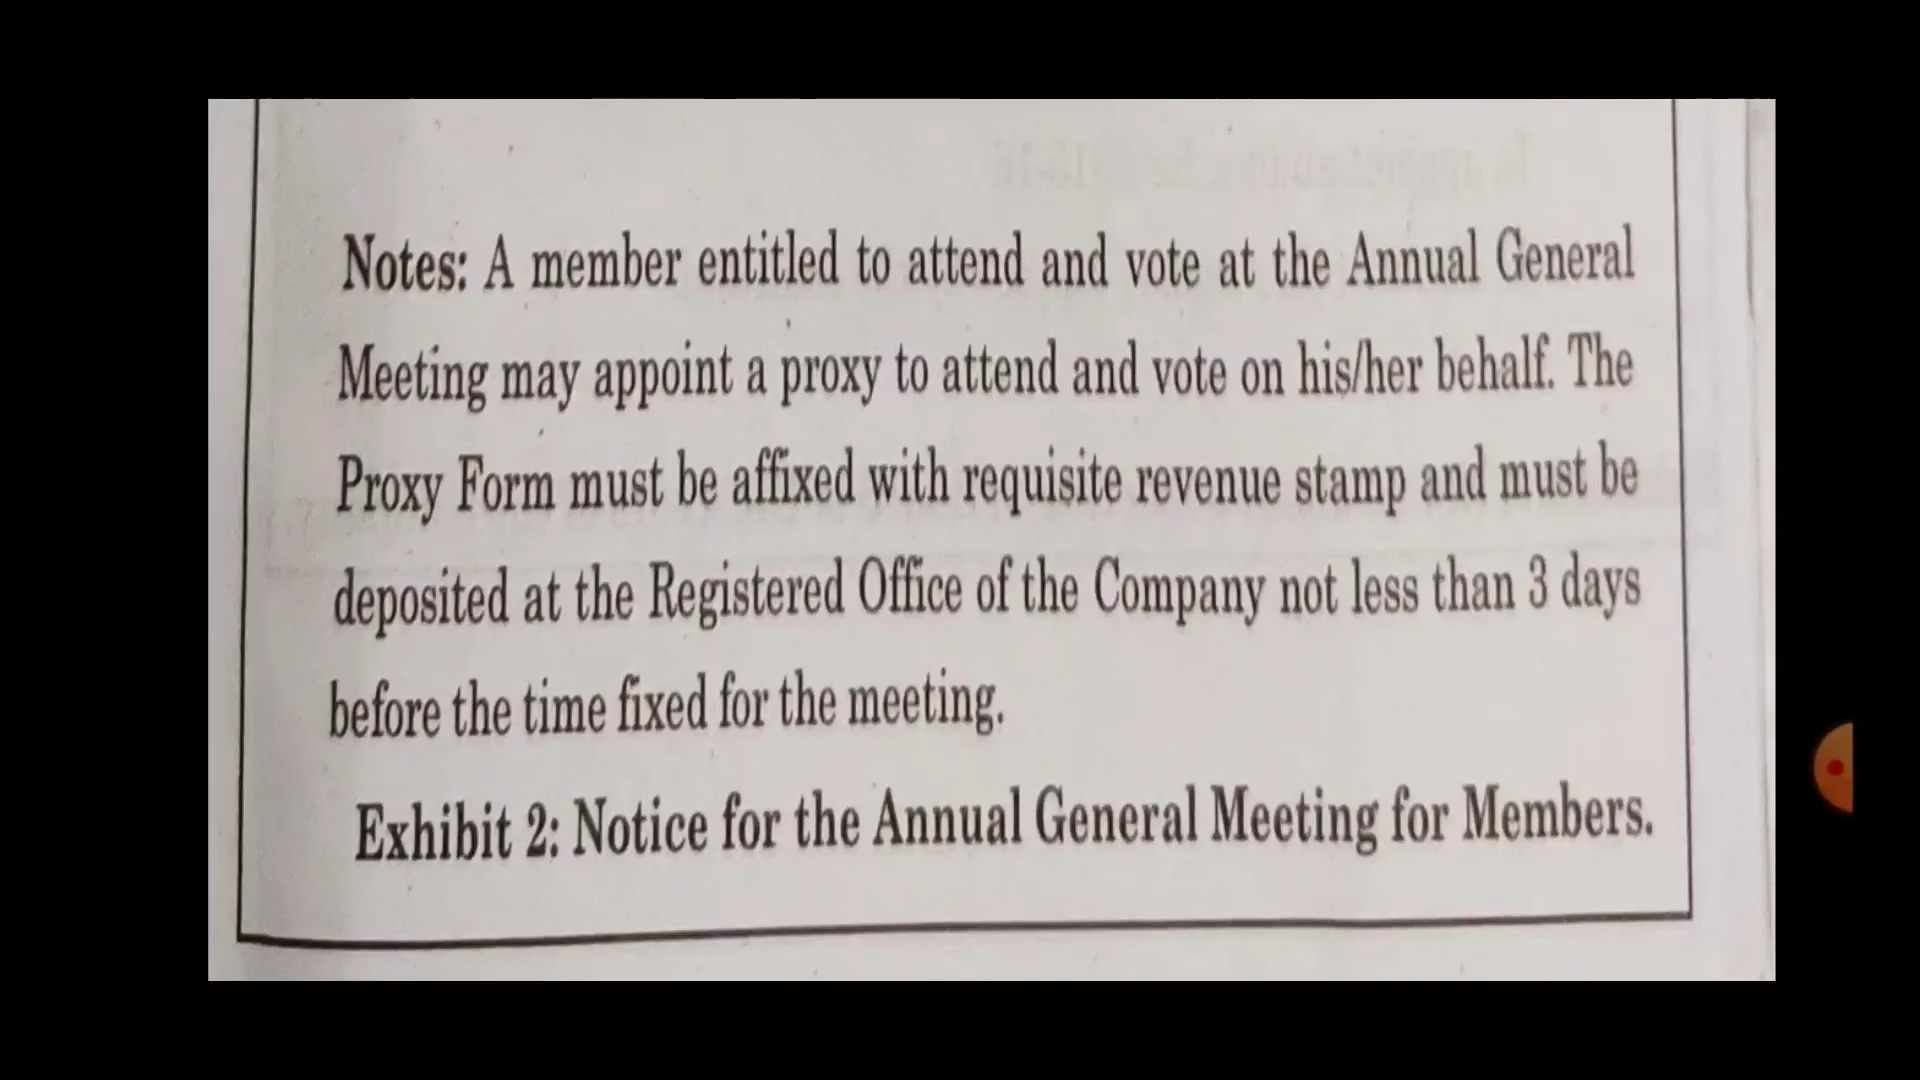 Notes: A member entitled to attend and vote at the Annual General
Meeting may appoint a proxy to attend and vote on his/her behalf. The
Proxy Form must be affixed with requisite revenue stamp and must be
deposited at the Registered Office of the Company not less than 3 days
before the time fixed for the meeting.
Exhibit 2: Notice for the Annual General Meeting for Members.